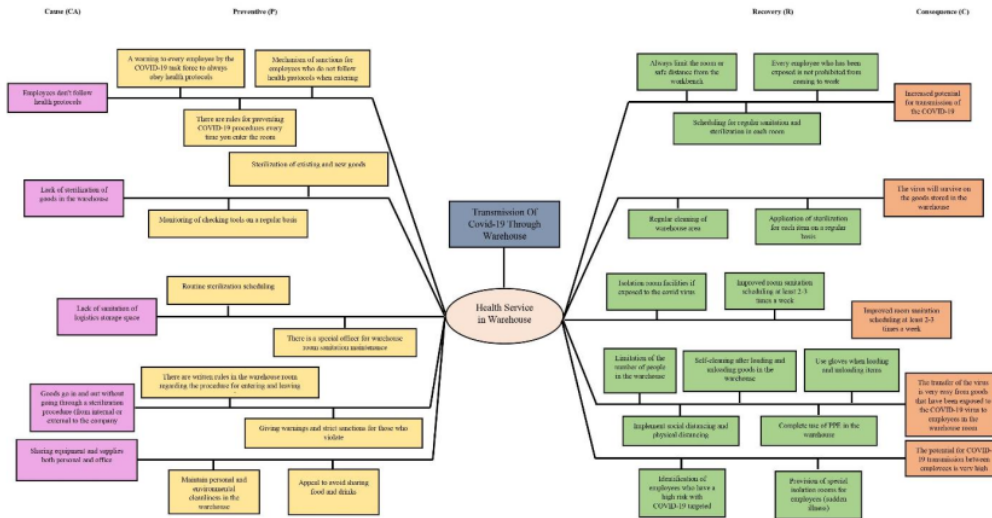 Cause (CA)
Preventive (P)
Recovery (R)
Consequence (C)
A warning to every employee by the
COVID-19 task force to always
obey health protocols
Mechanism of sanctions for
employees who do not follow
health protocols when entering
Employees don't follow
health protocols
There are rules for preventing
COVID-19 procedures every
time you enter the room
Sterilization of existing and new goods
Lack of sterilization of
goods in the warehouse
Monitoring of checking tools on a regular basis
Routine sterilization scheduling
Lack of sanitation of
logistics storage space
There is a special officer for warehouse
room sanitation maintenance
There are written rules in the warehouse room
regarding the procedure for entering and leaving
Goods go in and out without
going through a sterilization
procedure (from internal or
external to the company)
Giving warnings and strict sanctions for those who
violate
Sharing equipment and supplies
both personal and office
Maintain personal and
environmental
cleanliness in the
warehouse
Appeal to avoid sharing
food and drinks
Transmission Of
Covid-19 Through
Warehouse
Health Service
in Warehouse
Always limit the room or
safe distance from the
workbench
Every employee who has been
exposed is not prohibited from
coming to work
Increased potential
for transmission of
the COVID-19
Scheduling for regular sanitation and
sterilization in each room
The virus will survive on
the goods stored in the
warehouse
Regular cleaning of
warehouse area
Application of sterilization
for each item on a regular
basis
Isolation room facilities if
exposed to the covid virus
Improved room sanitation
scheduling at least 2-3
times a week
Improved room sanitation
scheduling at least 2-3
times a week
Limitation of the
number of people
in the warehouse
Self-cleaning after loading and
unloading goods in the
warehouse
Use gloves when loading
and unloading items
The transfer of the virus
is very easy from goods
that have been exposed to
the COVID-19 virus to
employees in the
warehouse room
Implement social distancing and
physical distancing
Complete use of PPE in the
warehouse
The potential for COVID-
19 transmission between
employees is very high
Identification of
employees who have a
high risk with
COVID-19 targeted
Provision of special
isolation rooms for
employees (sudden
illness)